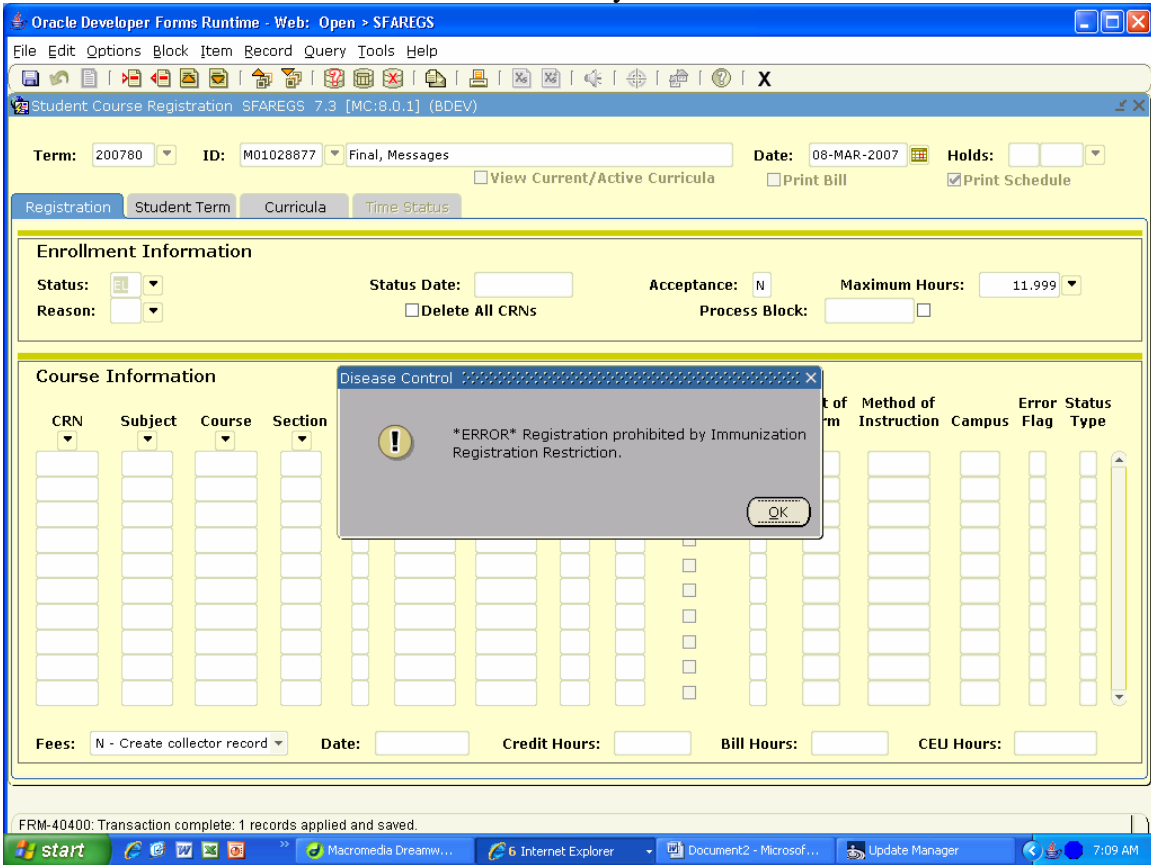 Oracle Developer Forms Runtime - Web: Open > SFAREGS
File Edit Options Block Item Record Query Tools Help
X
Student Course Registration SFAREGS 7.3 [MC:8.0.1] (BDEV)
Term: 200780 ID: M01028877 Final, Messages Date: 08-MAR-2007 Holds:
View Current/Active Curricula Print Bill Print Schedule
Registration Student Term Curricula Time Status
Enrollment Information
Status: EL Status Date: Acceptance: N Maximum Hours: 11.999
Reason: Delete All CRNs Process Block:
Course Information
Disease Control
*ERROR* Registration prohibited by Immunization
Registration Restriction.
OK
t of Method of Error Status
CRN Subject Course Section rm Instruction Campus Flag Type
Fees: N - Create collector record Date: Credit Hours: Bill Hours: CEU Hours:
FRM-40400: Transaction complete: 1 records applied and saved.
start Macromedia Dreamw... 6 Internet Explorer Document2 - Microsof... Update Manager 7:09 AM